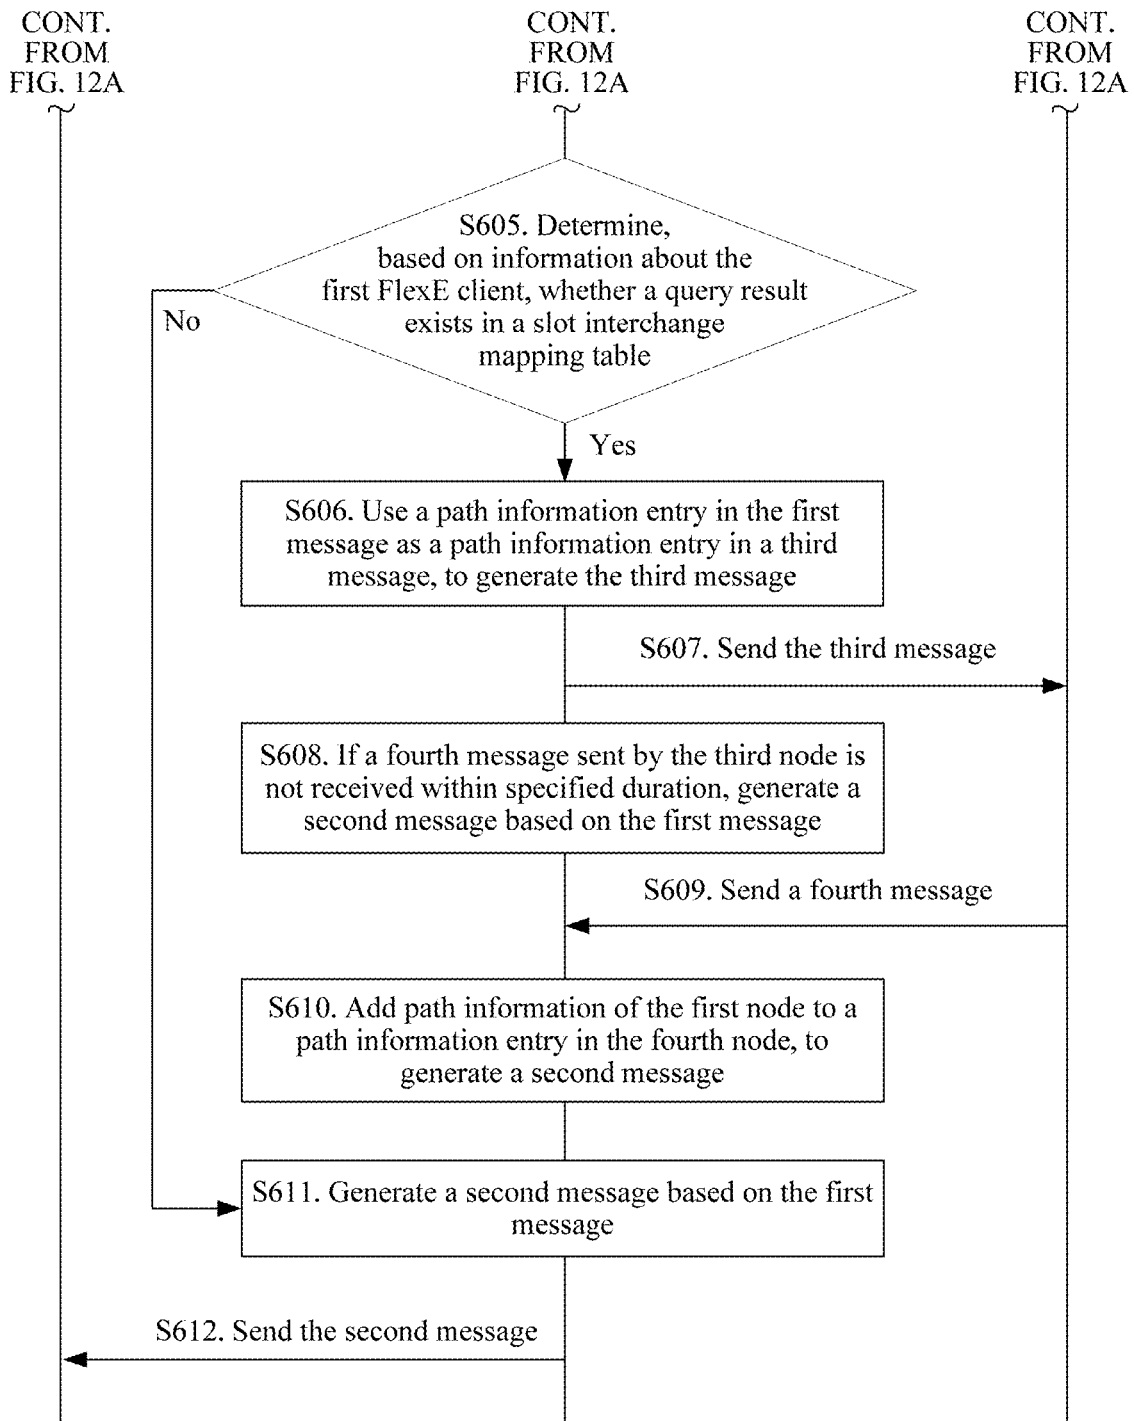 CONT.
FROM
FIG. 12A
CONT.
FROM
FIG. 12A
CONT.
FROM
FIG. 12A
S605. Determine,
based on information about the
first FlexE client, whether a query result
exists in a slot interchange
mapping table
No
Yes
S606. Use a path information entry in the first
message as a path information entry in a third
message, to generate the third message
S607. Send the third message
S608. If a fourth message sent by the third node is
not received within specified duration, generate a
second message based on the first message
S609. Send a fourth message
S610. Add path information of the first node to a
path information entry in the fourth node, to
generate a second message
S611. Generate a second message based on the first
message
S612. Send the second message